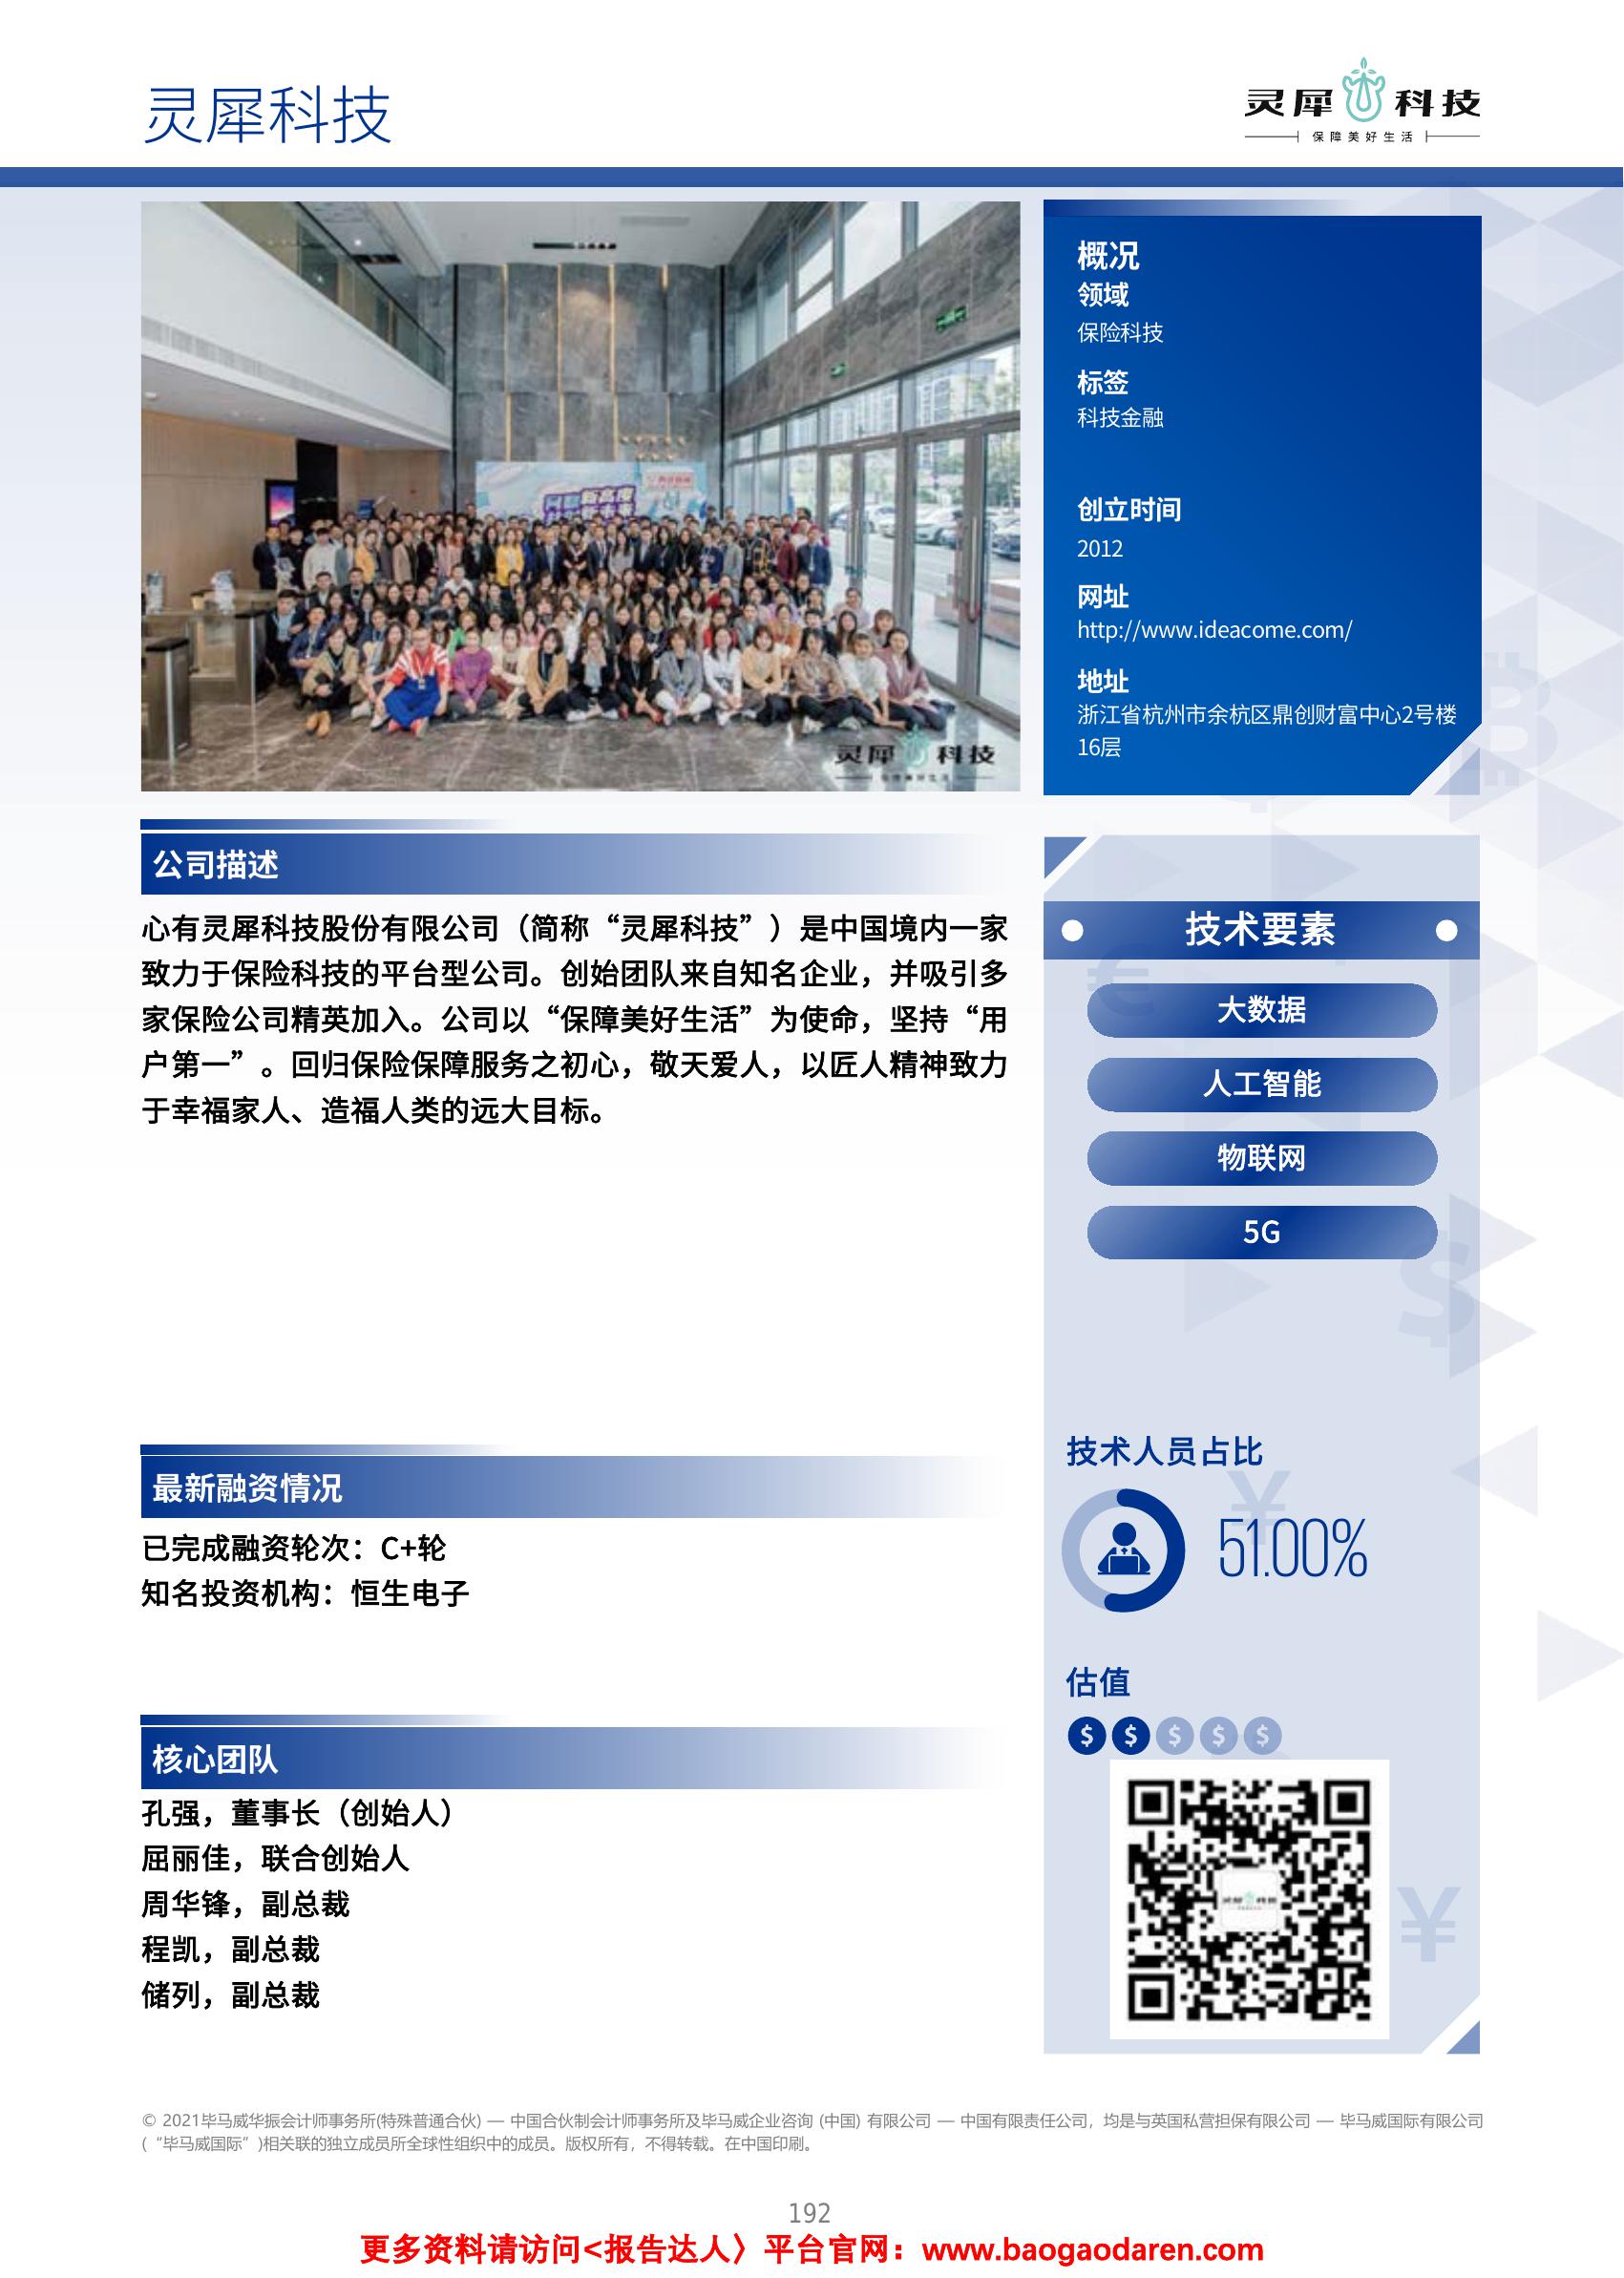 灵犀科技
灵犀科技
保障美好生活
概况
领域
保险科技
标签
科技金融
创立时间
2012
网址
http://www.ideacome.com/
地址
浙江省杭州市余杭区鼎创财富中心2号楼
16层
灵犀科技
公司描述
心有灵犀科技股份有限公司（简称“灵犀科技”）是中国境内一家
致力于保险科技的平台型公司。创始团队来自知名企业，并吸引多
家保险公司精英加入。公司以“保障美好生活”为使命，坚持“用
户第一”。回归保险保障服务之初心，敬天爱人，以匠人精神致力
于幸福家人、造福人类的远大目标。
技术要素
大数据
人工智能
物联网
5G
最新融资情况
已完成融资轮次：C+轮
知名投资机构：恒生电子
技术人员占比
51.00%
估值
核心团队
孔强，董事长（创始人）
屈丽佳，联合创始人
周华锋，副总裁
程凯，副总裁
储列，副总裁
© 2021毕马威华振会计师事务所(特殊普通合伙) — 中国合伙制会计师事务所及毕马威企业咨询 (中国) 有限公司 — 中国有限责任公司，均是与英国私营担保有限公司 — 毕马威国际有限公司
(“毕马威国际”)相关联的独立成员所全球性组织中的成员。版权所有，不得转载。在中国印刷。
192
更多资料请访问<报告达人〉平台官网：www.baogaodaren.com